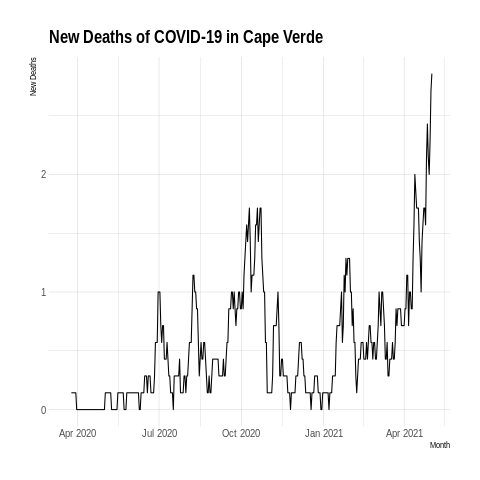 New Deaths of COVID-19 in Cape Verde
New Deaths
2
1
0
Apr 2020 Jul 2020 Oct 2020 Jan 2021 Apr 2021
Month